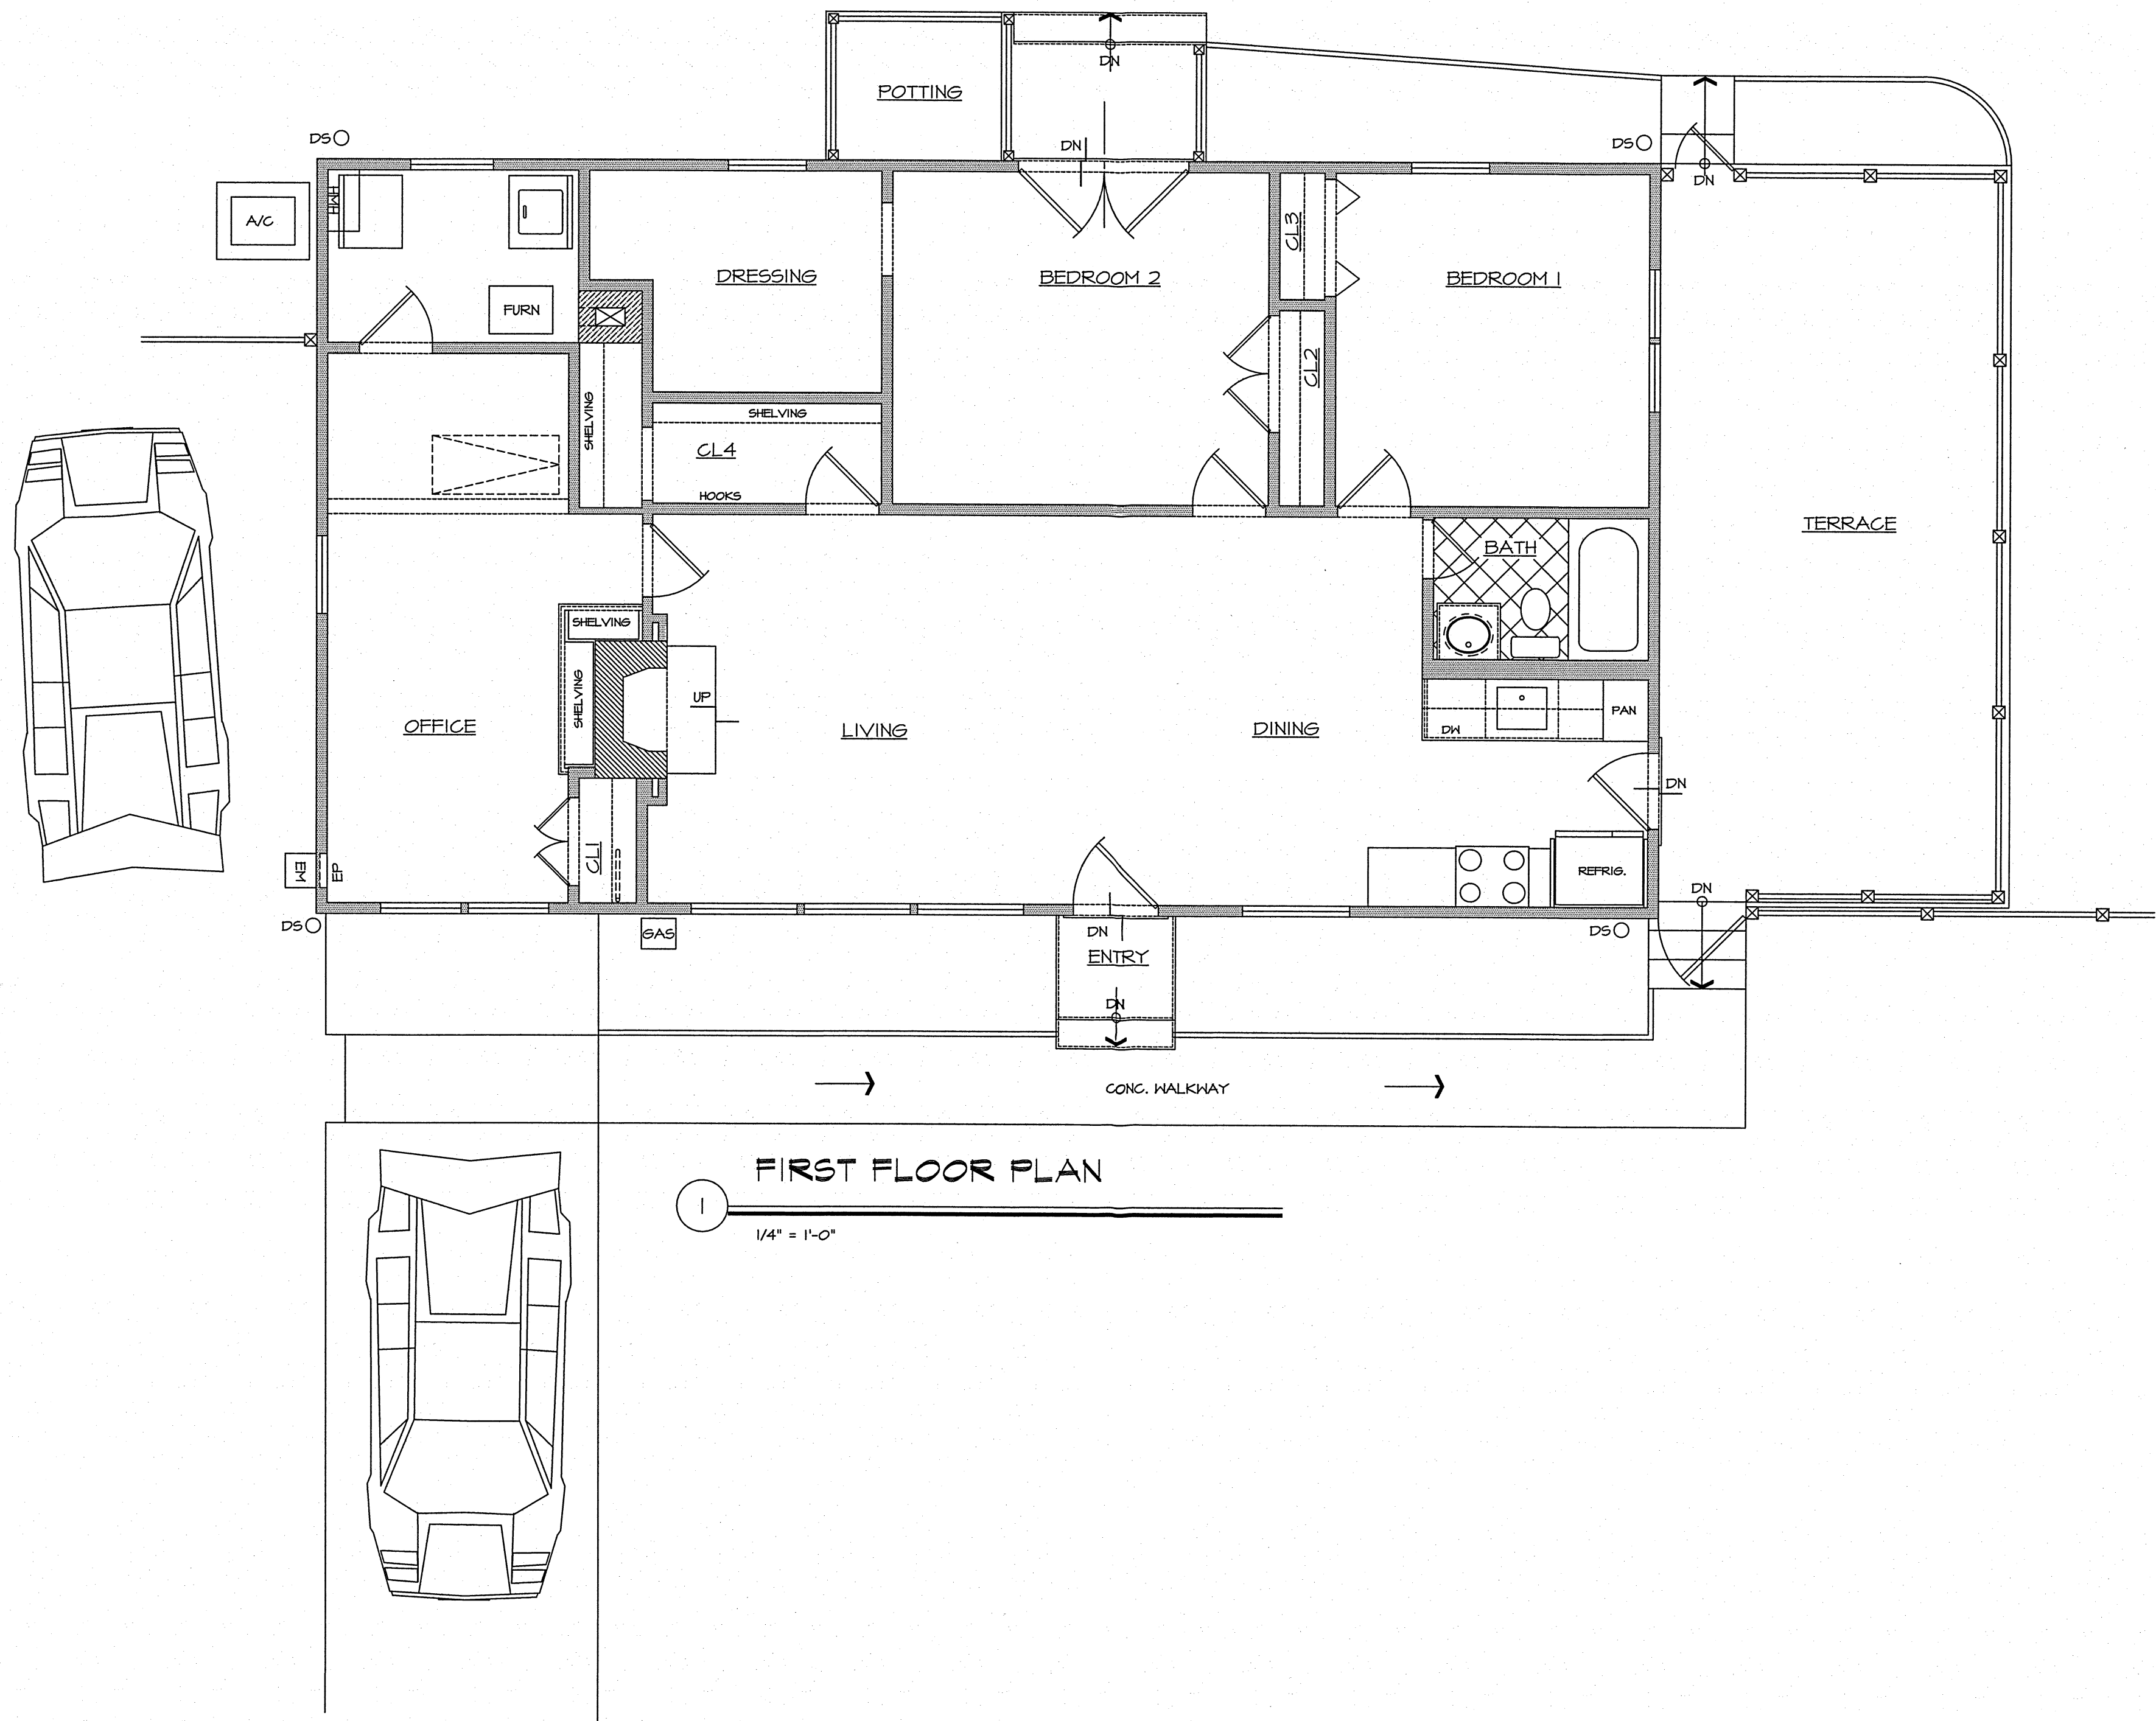 DN
POTTING
DN
DS
DS
DN
HWH
A/C
CL3
DRESSING
BEDROOM 2
BEDROOM 1
FURN
CL2
SHELVING
SHELVING
CL4
HOOKS
TERRACE
BATH
SHELVING
SHELVING
UP
OFFICE
LIVING
DINING
DW
PAN
DN
CL1
EM
EP
REFRIG.
DN
DS
GAS
DN
DS
ENTRY
DN
CONC. WALKWAY
FIRST FLOOR PLAN
1
1/4" = 1'-0"